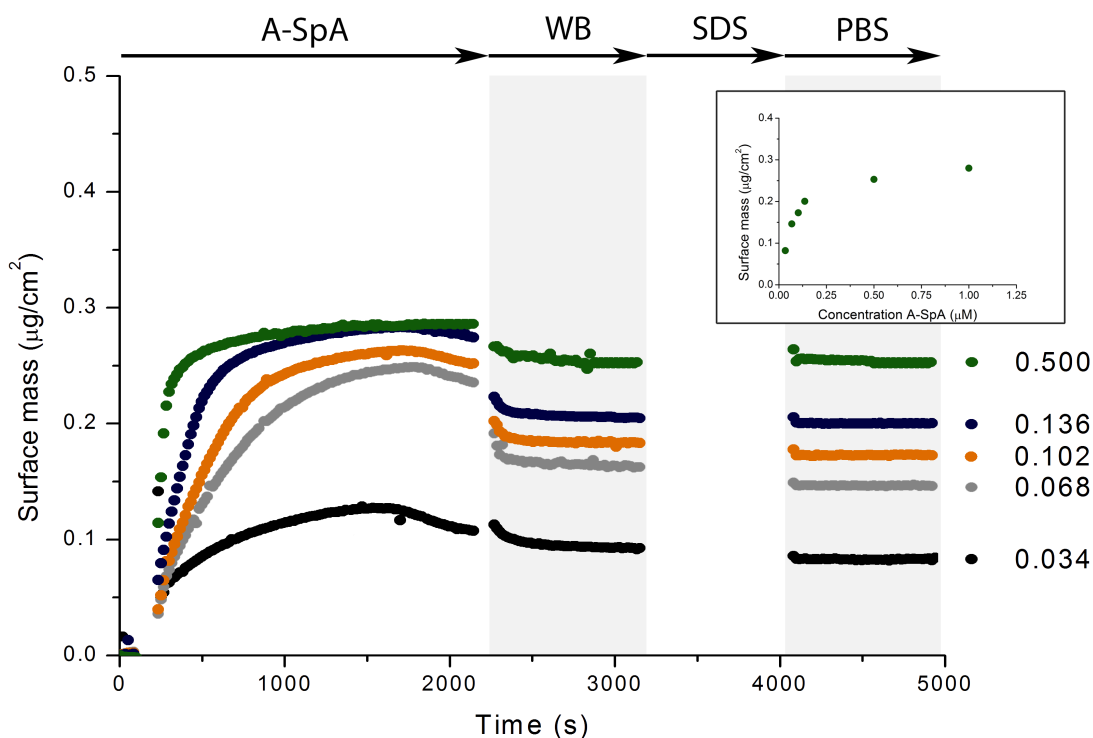 A-SpA WB SDS PBS
0.5
0.4
0.3
0.2
0.1
0.0
Surface mass (μg/cm²)
0 1000 2000 3000 4000 5000
Time (s)
0.4
0.3
0.2
0.1
0.0
Surface mass (μg/cm²)
0.00 0.25 0.50 0.75 1.00 1.25
Concentration A-SpA (μM)
0.500
0.136
0.102
0.068
0.034